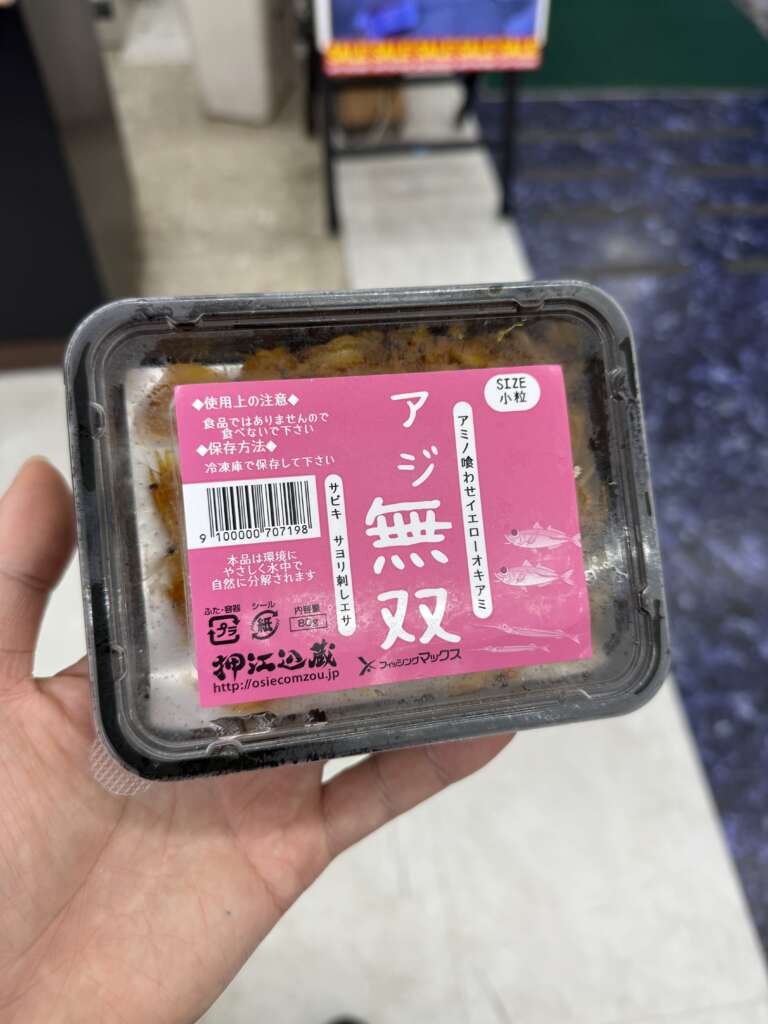 SALE SALE SALE SALE SALE
SIZE
小粒
アミノ喰わせイエローオキアミ
アジ無双
サビキ サヨリ刺しエサ
◆使用上の注意◆
食品ではありませんので
食べないで下さい
◆保存方法◆
冷凍庫で保存して下さい
9 100000 707198
本品は環境に
やさしく水中で
自然に分解されます
ふた・容器
プラ
シール
紙
内容量
80g
押江込蔵
http://osiecomzou.jp
フィッシングマックス